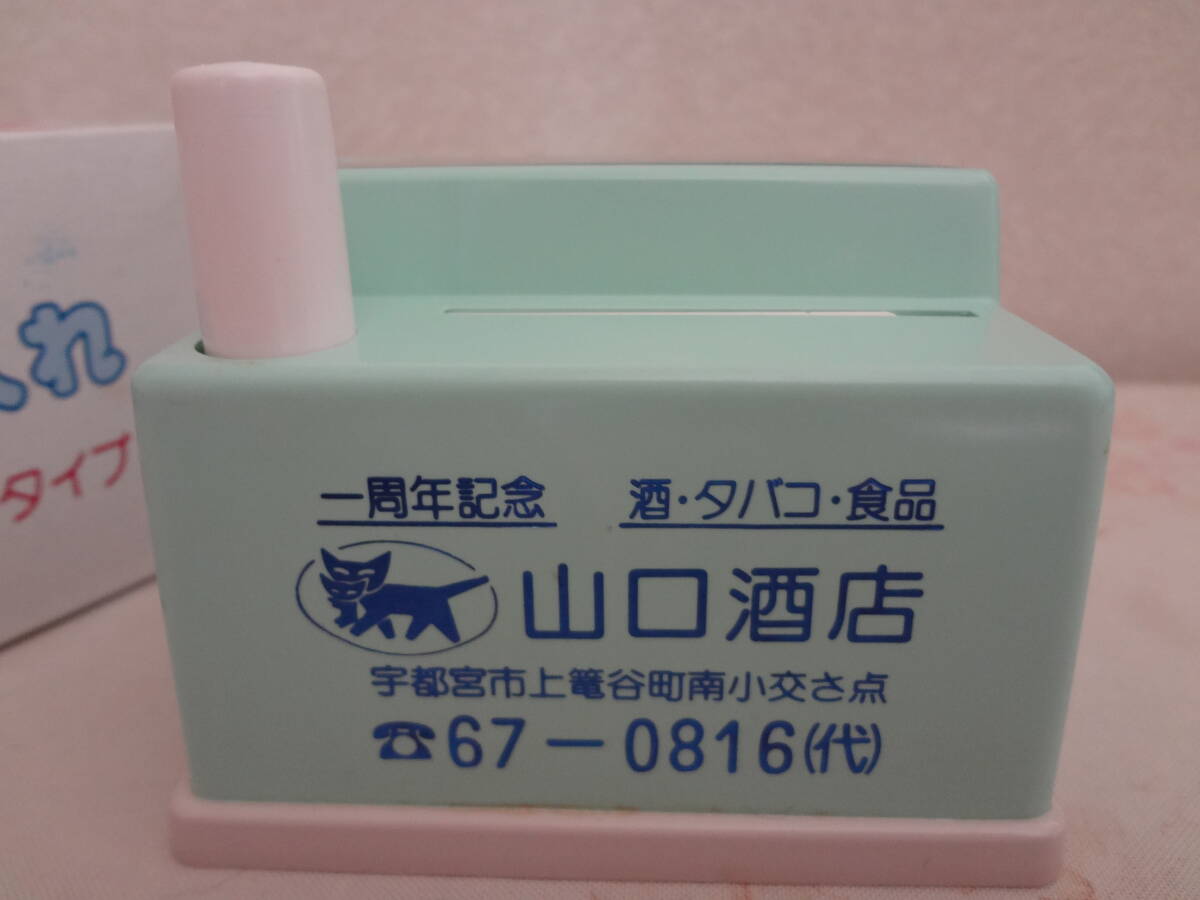 一周年記念 酒・タバコ・食品
山口酒店
宇都宮市上篭谷町南小交さ点
☎67-0816(代)
れ
タイプ